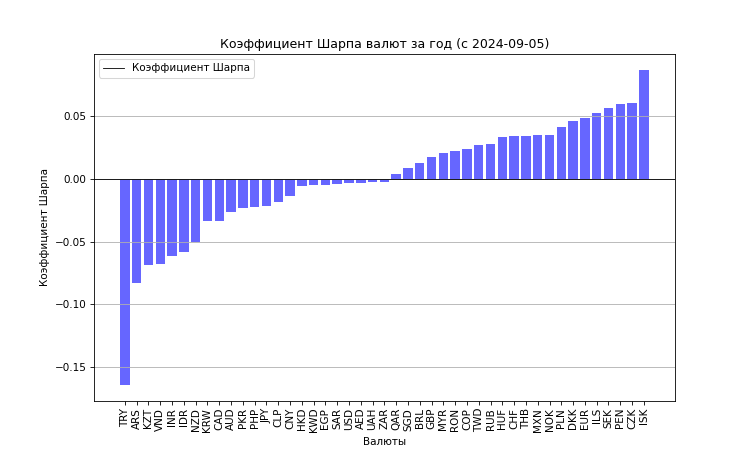 Коэффициент Шарпа валют за год (с 2024-09-05)
Коэффициент Шарпа
0.05
0.00
−0.05
−0.10
−0.15
Коэффициент Шарпа
TRY ARS KZT VND INR IDR NZD KRW CAD AUD PKR PHP JPY CLP CNY HKD KWD EGP SAR USD AED UAH ZAR QAR SGD BRL GBP MYR RON COP TWD RUB HUF CHF THB MXN NOK PLN DKK EUR ILS SEK PEN CZK ISK
Валюты